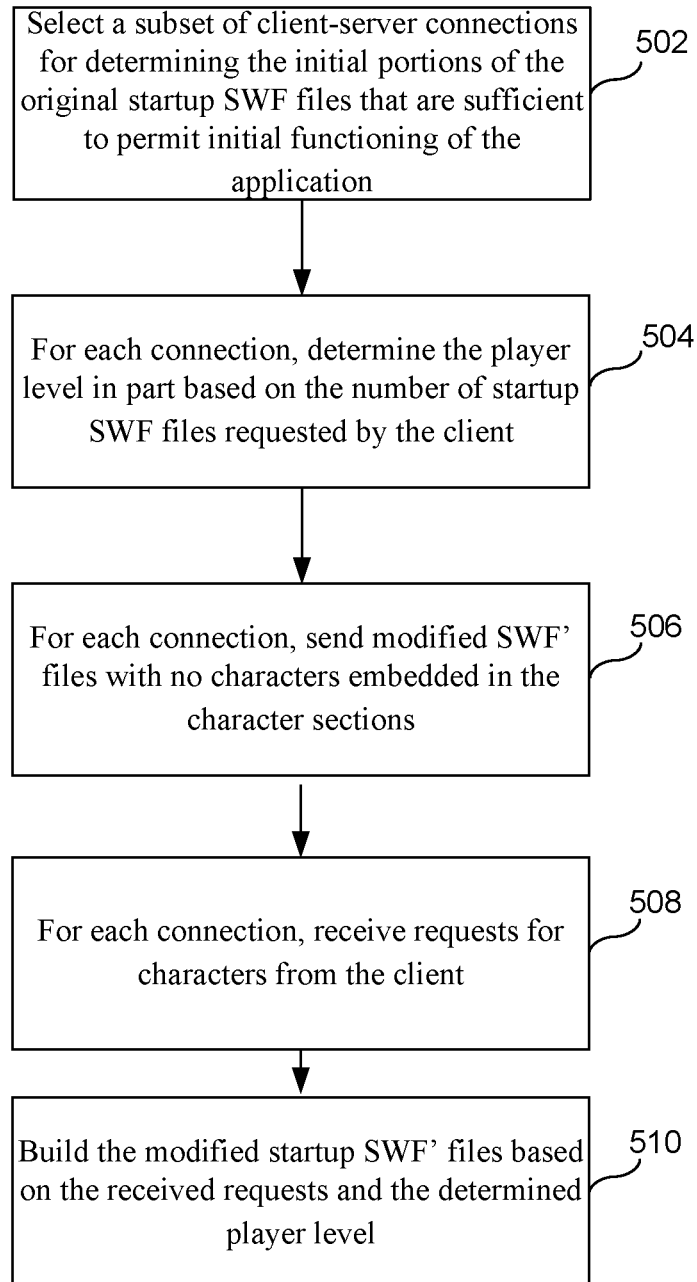 Select a subset of client-server connections
for determining the initial portions of the
original startup SWF files that are sufficient
to permit initial functioning of the
application
502
For each connection, determine the player
level in part based on the number of startup
SWF files requested by the client
504
For each connection, send modified SWF’
files with no characters embedded in the
character sections
506
For each connection, receive requests for
characters from the client
508
Build the modified startup SWF’ files based
on the received requests and the determined
player level
510